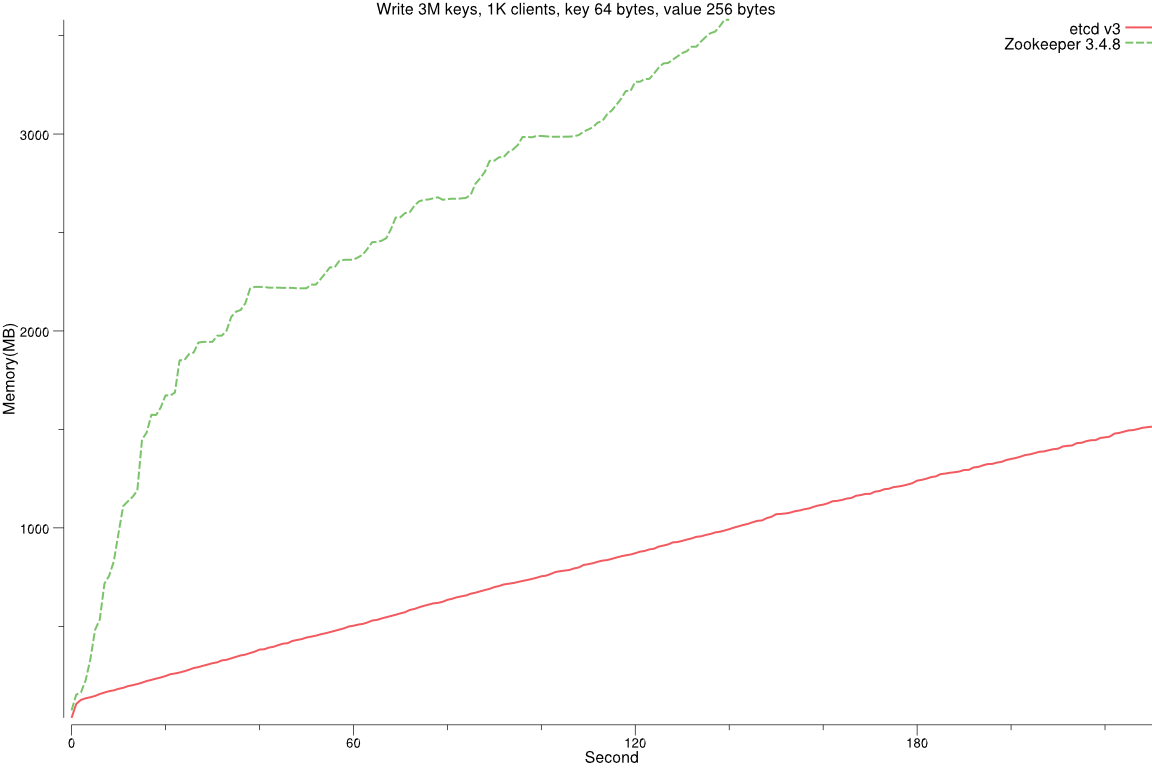 Write 3M keys, 1K clients, key 64 bytes, value 256 bytes
etcd v3
Zookeeper 3.4.8
3000
2000
1000
Memory(MB)
0 60 120 180
Second